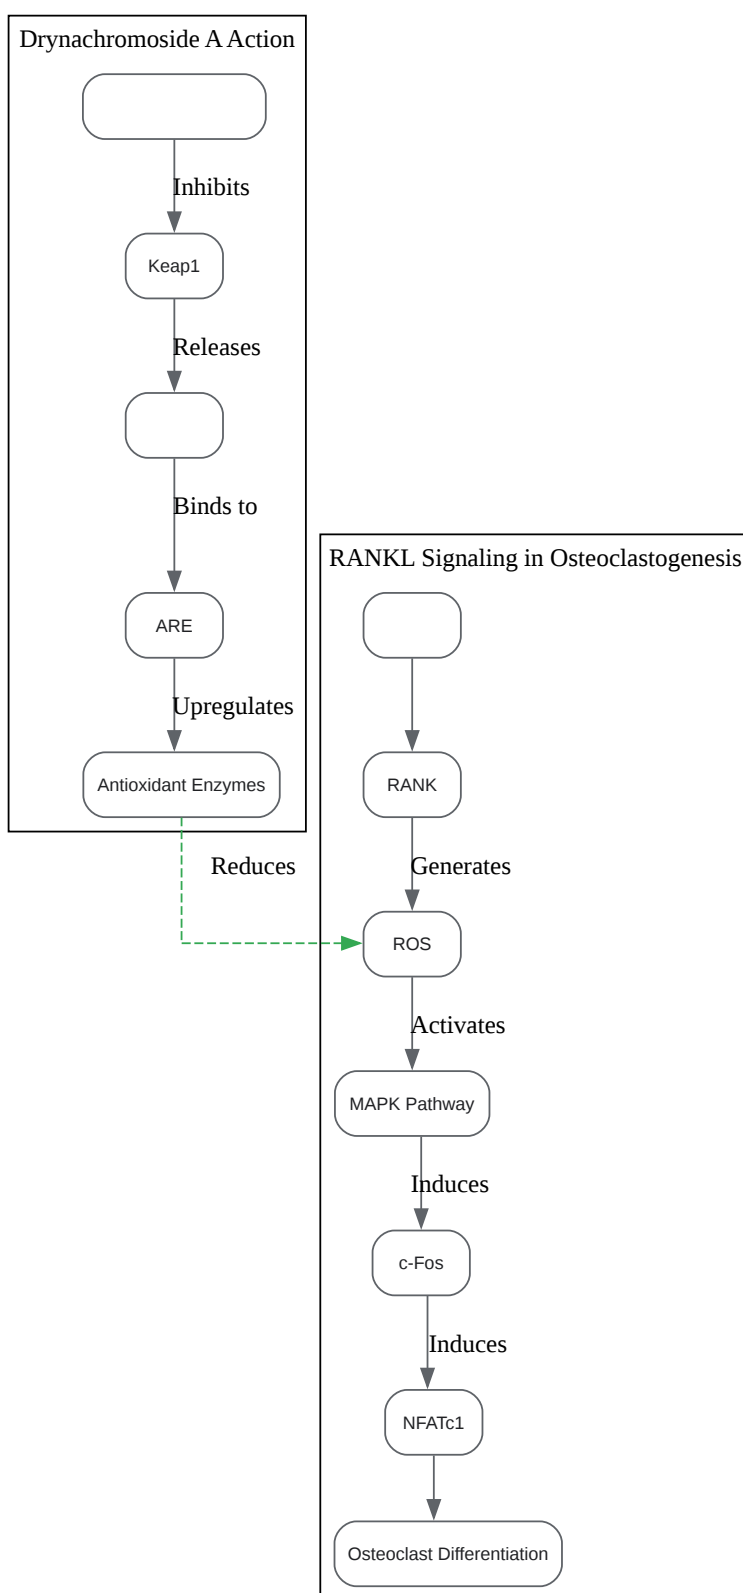 Drynachromoside A Action
Inhibits
Keap1
Releases
Binds to
ARE
Upregulates
Antioxidant Enzymes
Reduces
RANKL Signaling in Osteoclastogenesis
RANK
Generates
ROS
Activates
MAPK Pathway
Induces
c-Fos
Induces
NFATc1
Osteoclast Differentiation